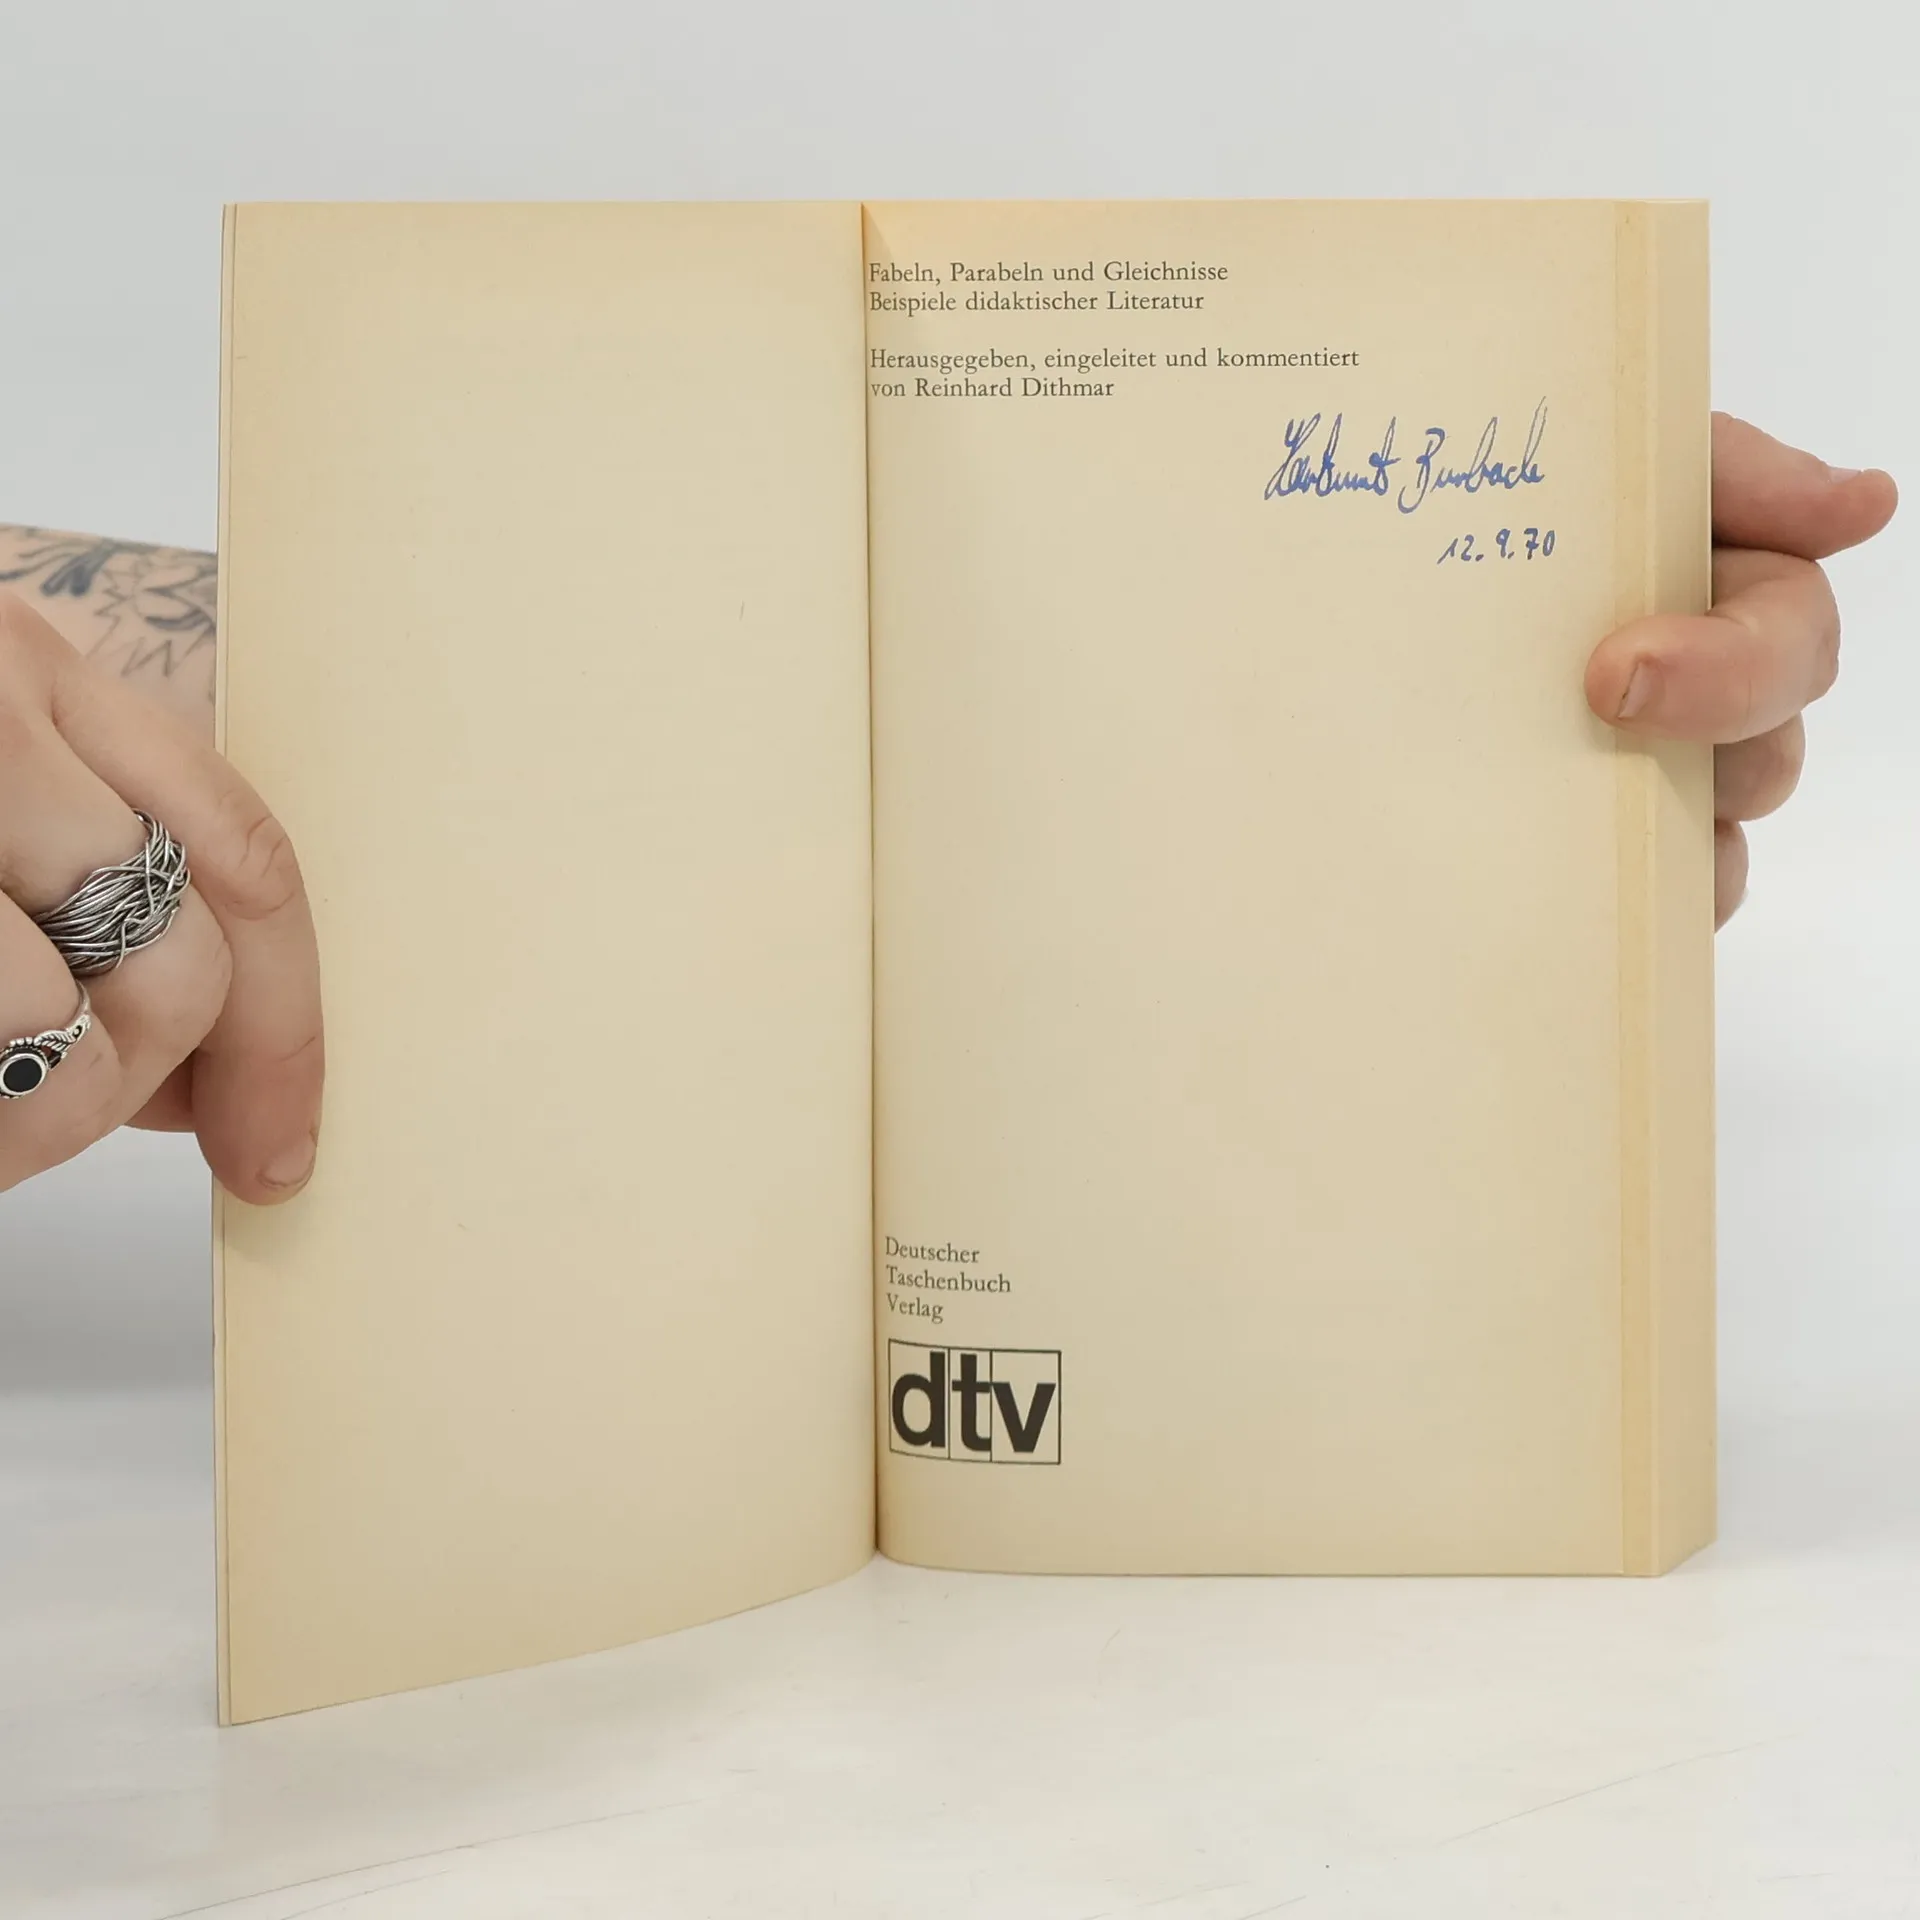 Fabeln, Parabeln und Gleichnisse
Beispiele didaktischer Literatur
Herausgegeben, eingeleitet und kommentiert
von Reinhard Dithmar
12.9.70
Deutscher
Taschenbuch
Verlag
dtv